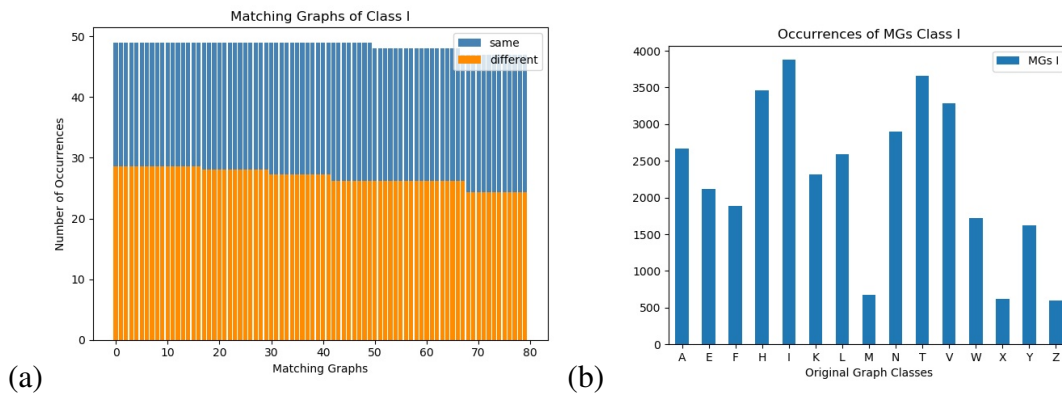 Matching Graphs of Class I
50
40
30
20
10
0
Number of Occurrences
same
different
0 10 20 30 40 50 60 70 80
Matching Graphs
(a)
Occurrences of MGs Class I
4000
3500
3000
2500
2000
1500
1000
500
0
MGs I
A E F H I K L M N T V W X Y Z
Original Graph Classes
(b)